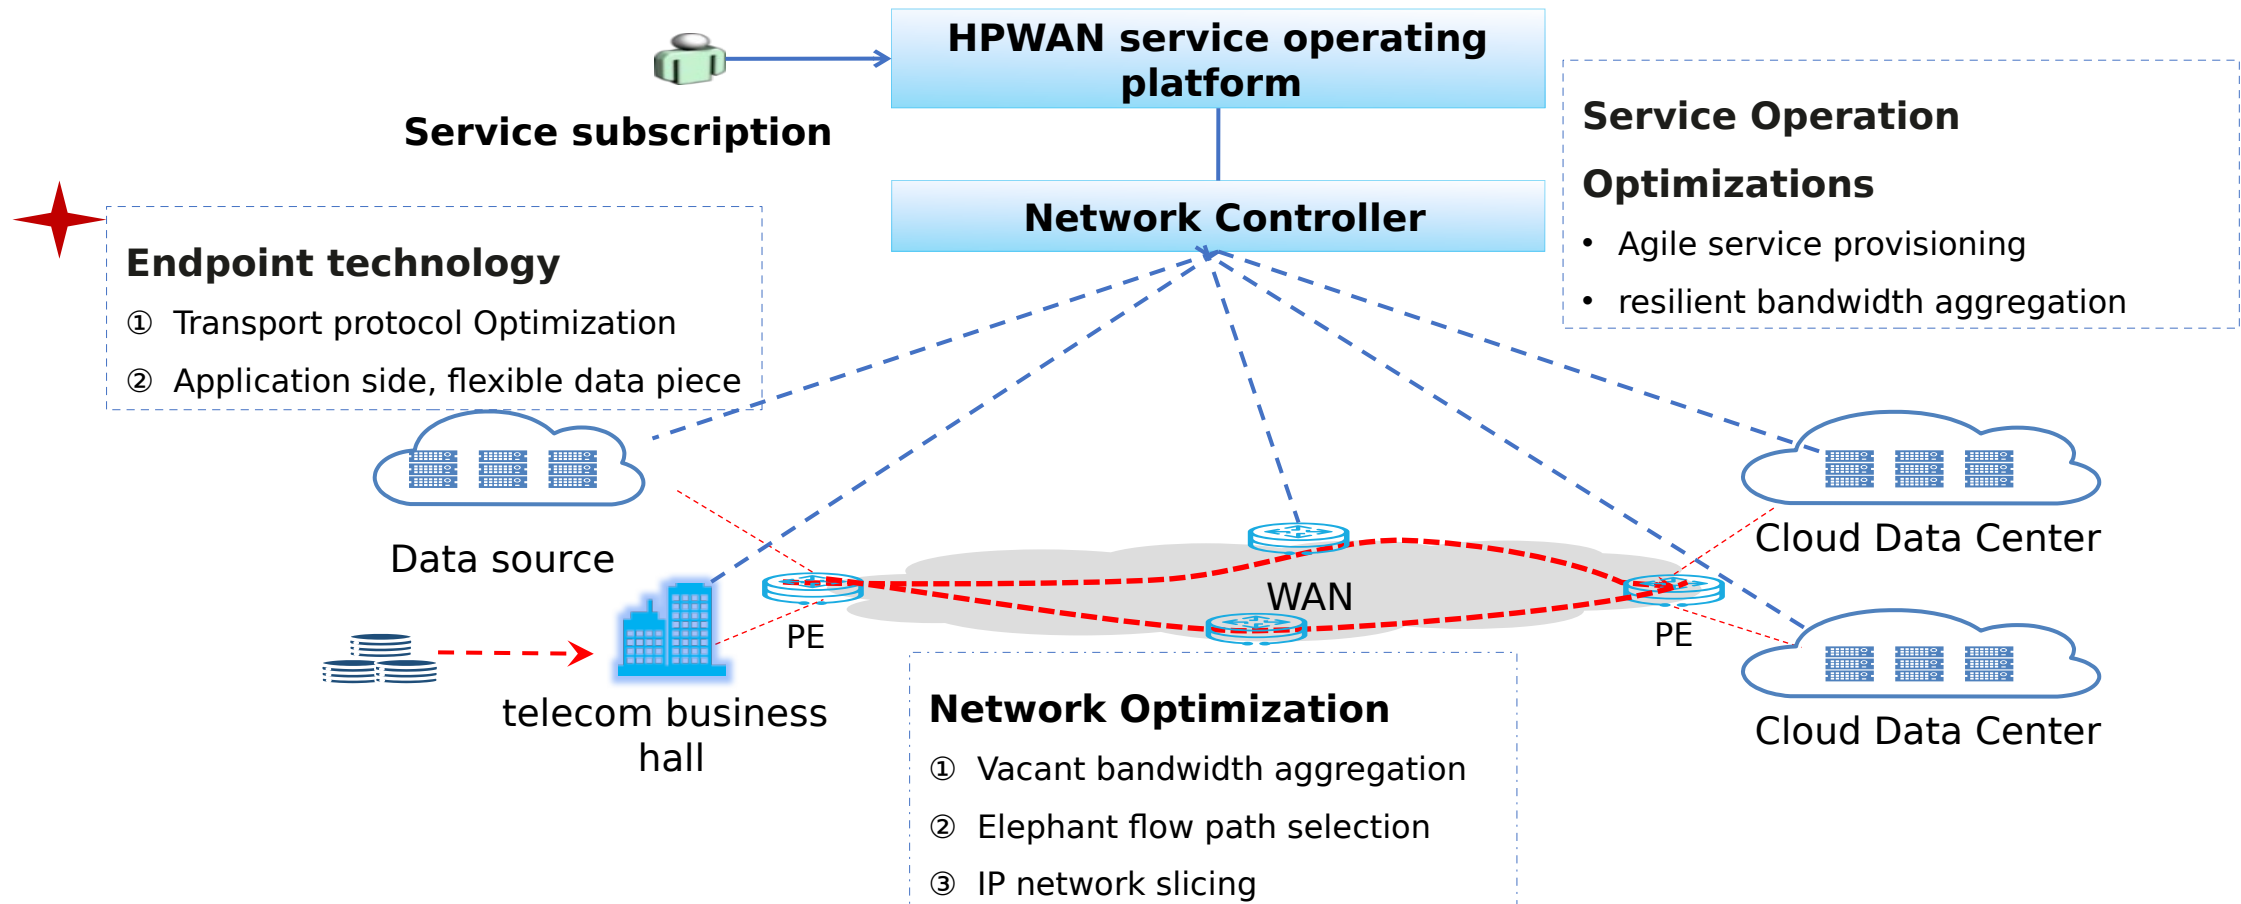 HPWAN service operating
platform
Service subscription
Service Operation
Optimizations
• Agile service provisioning
• resilient bandwidth aggregation
Network Controller
Endpoint technology
① Transport protocol Optimization
② Application side, flexible data piece
Data source
Cloud Data Center
WAN
PE
PE
telecom business
hall
Cloud Data Center
Network Optimization
① Vacant bandwidth aggregation
② Elephant flow path selection
③ IP network slicing